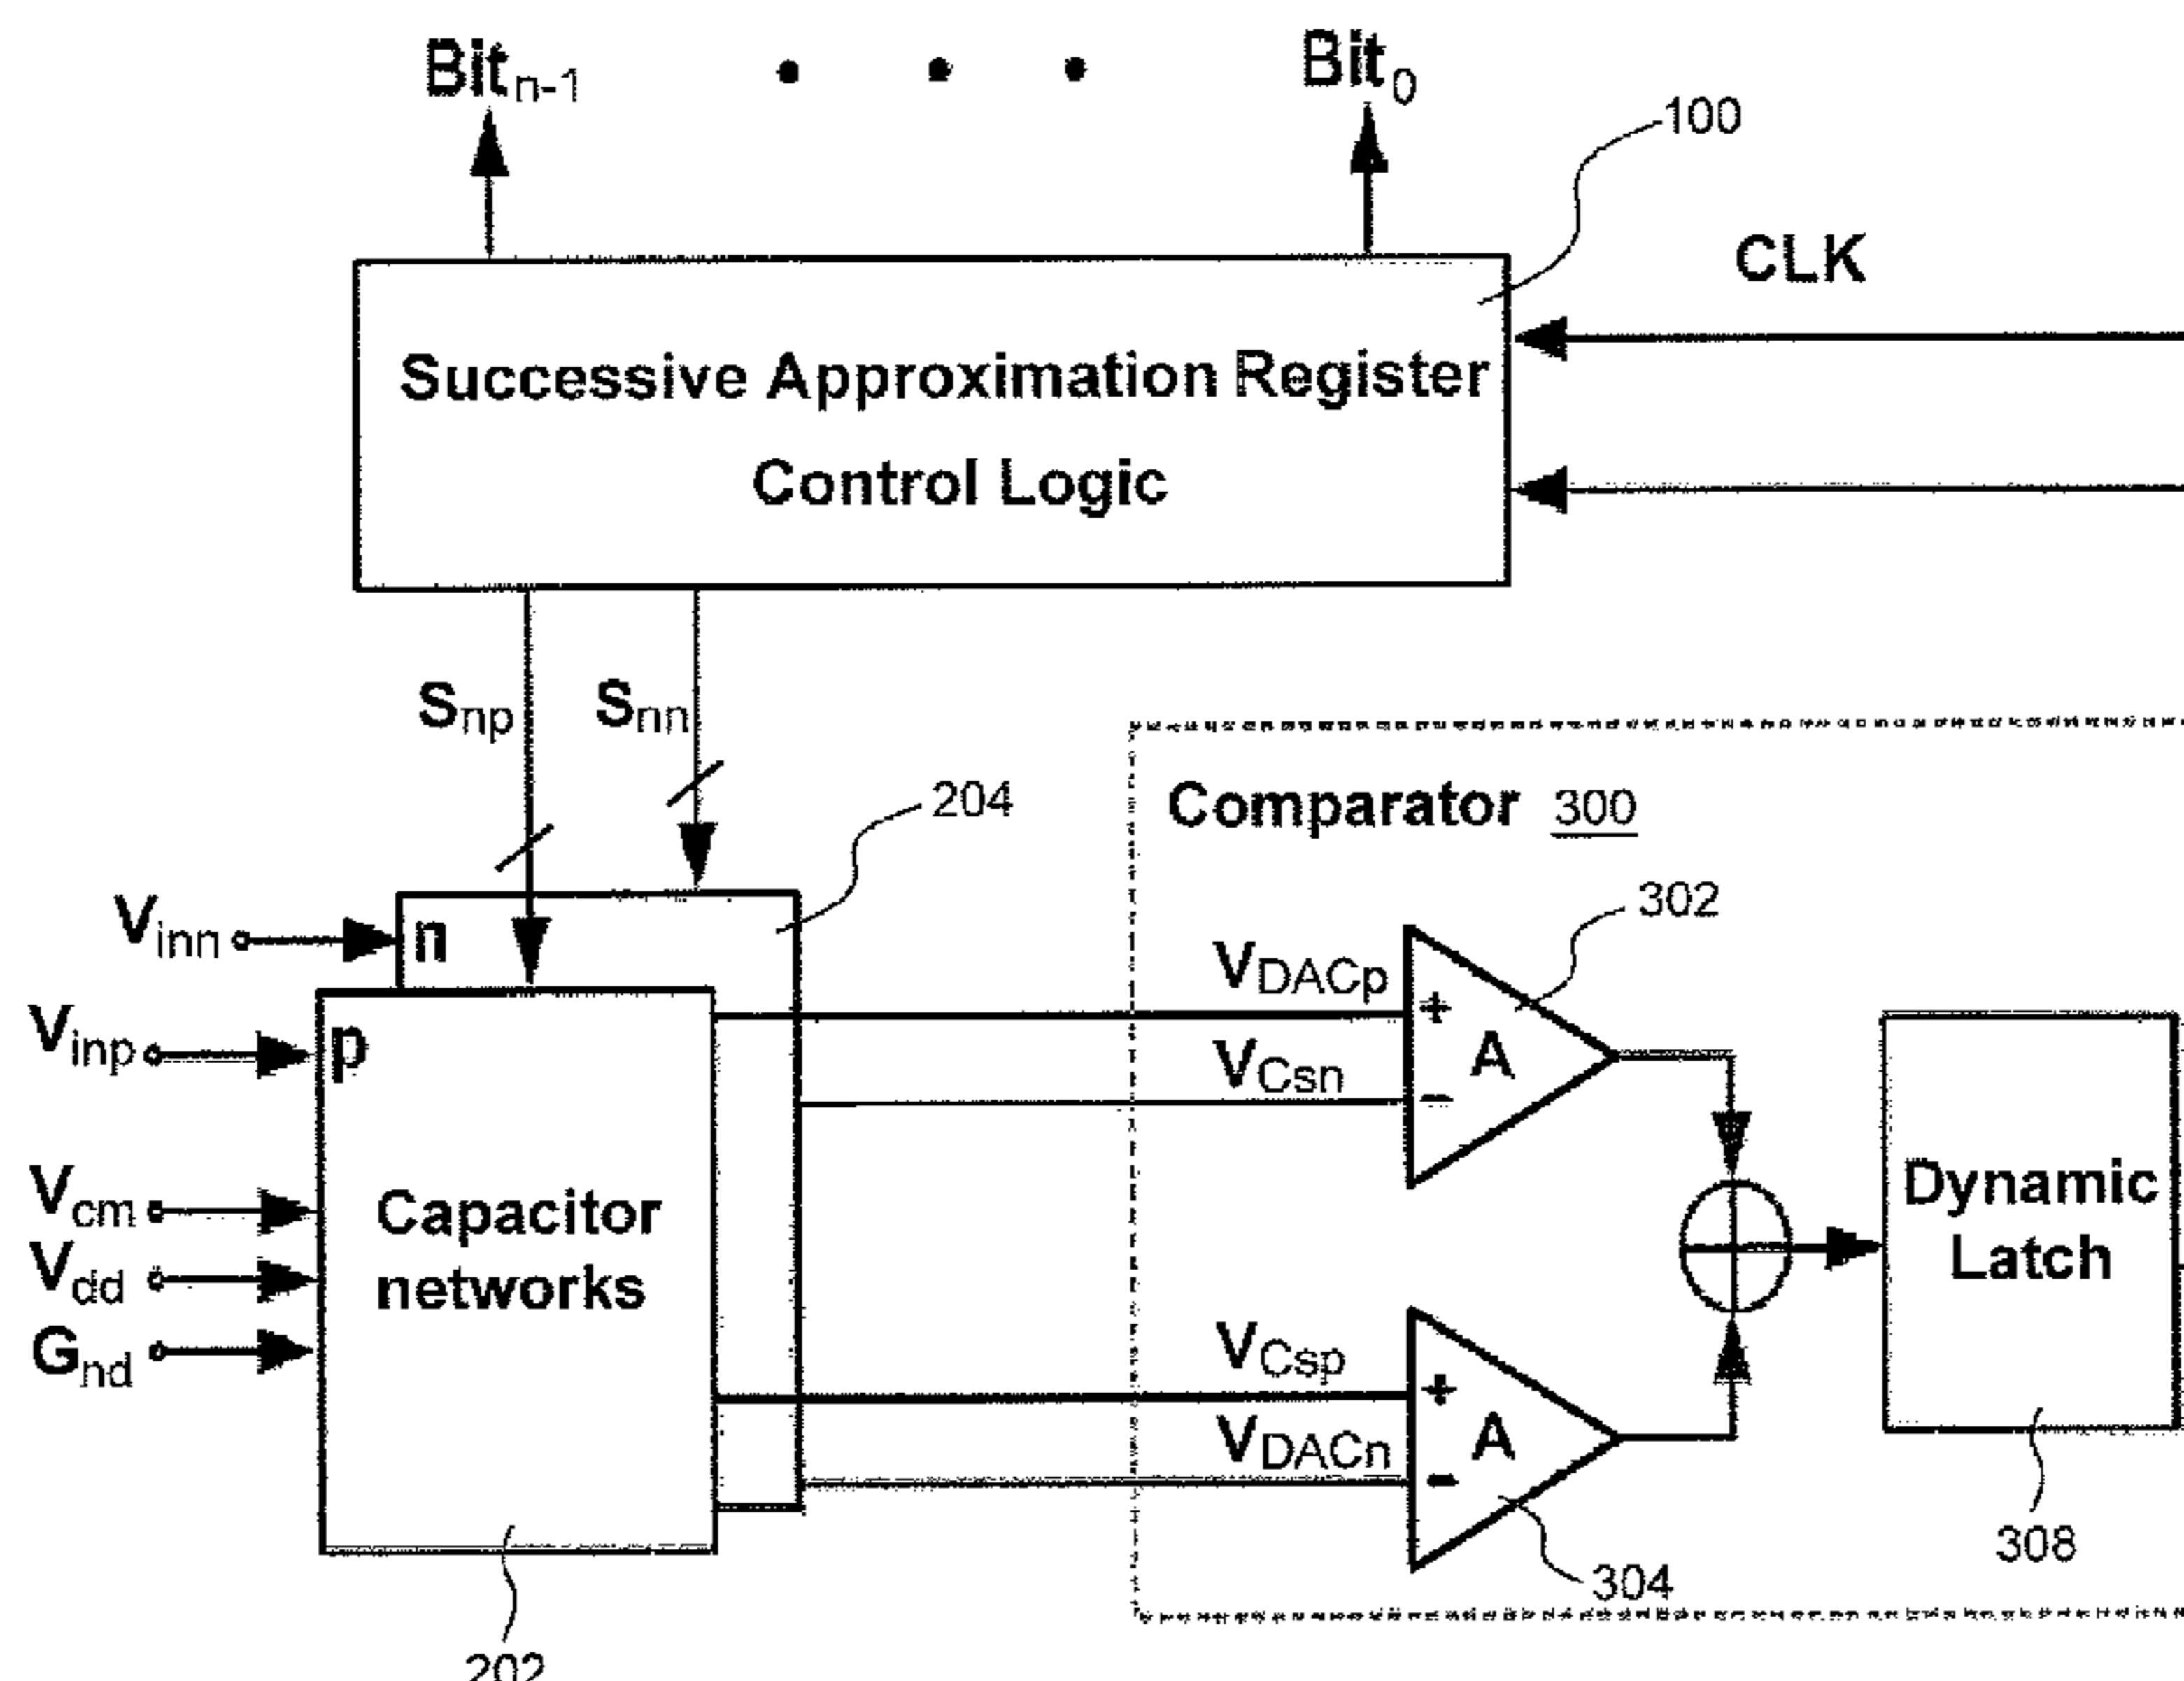 Bit n-1 • • • Bit 0
100
CLK
Successive Approximation Register
Control Logic
S np S nn
204
Comparator 300
302
V inn n
V DACp
+
V inp p
V Csn
A
-
V cm
Capacitor
networks
V dd
G nd
Dynamic
Latch
V Csp
+
V DACn
A
-
308
304
202